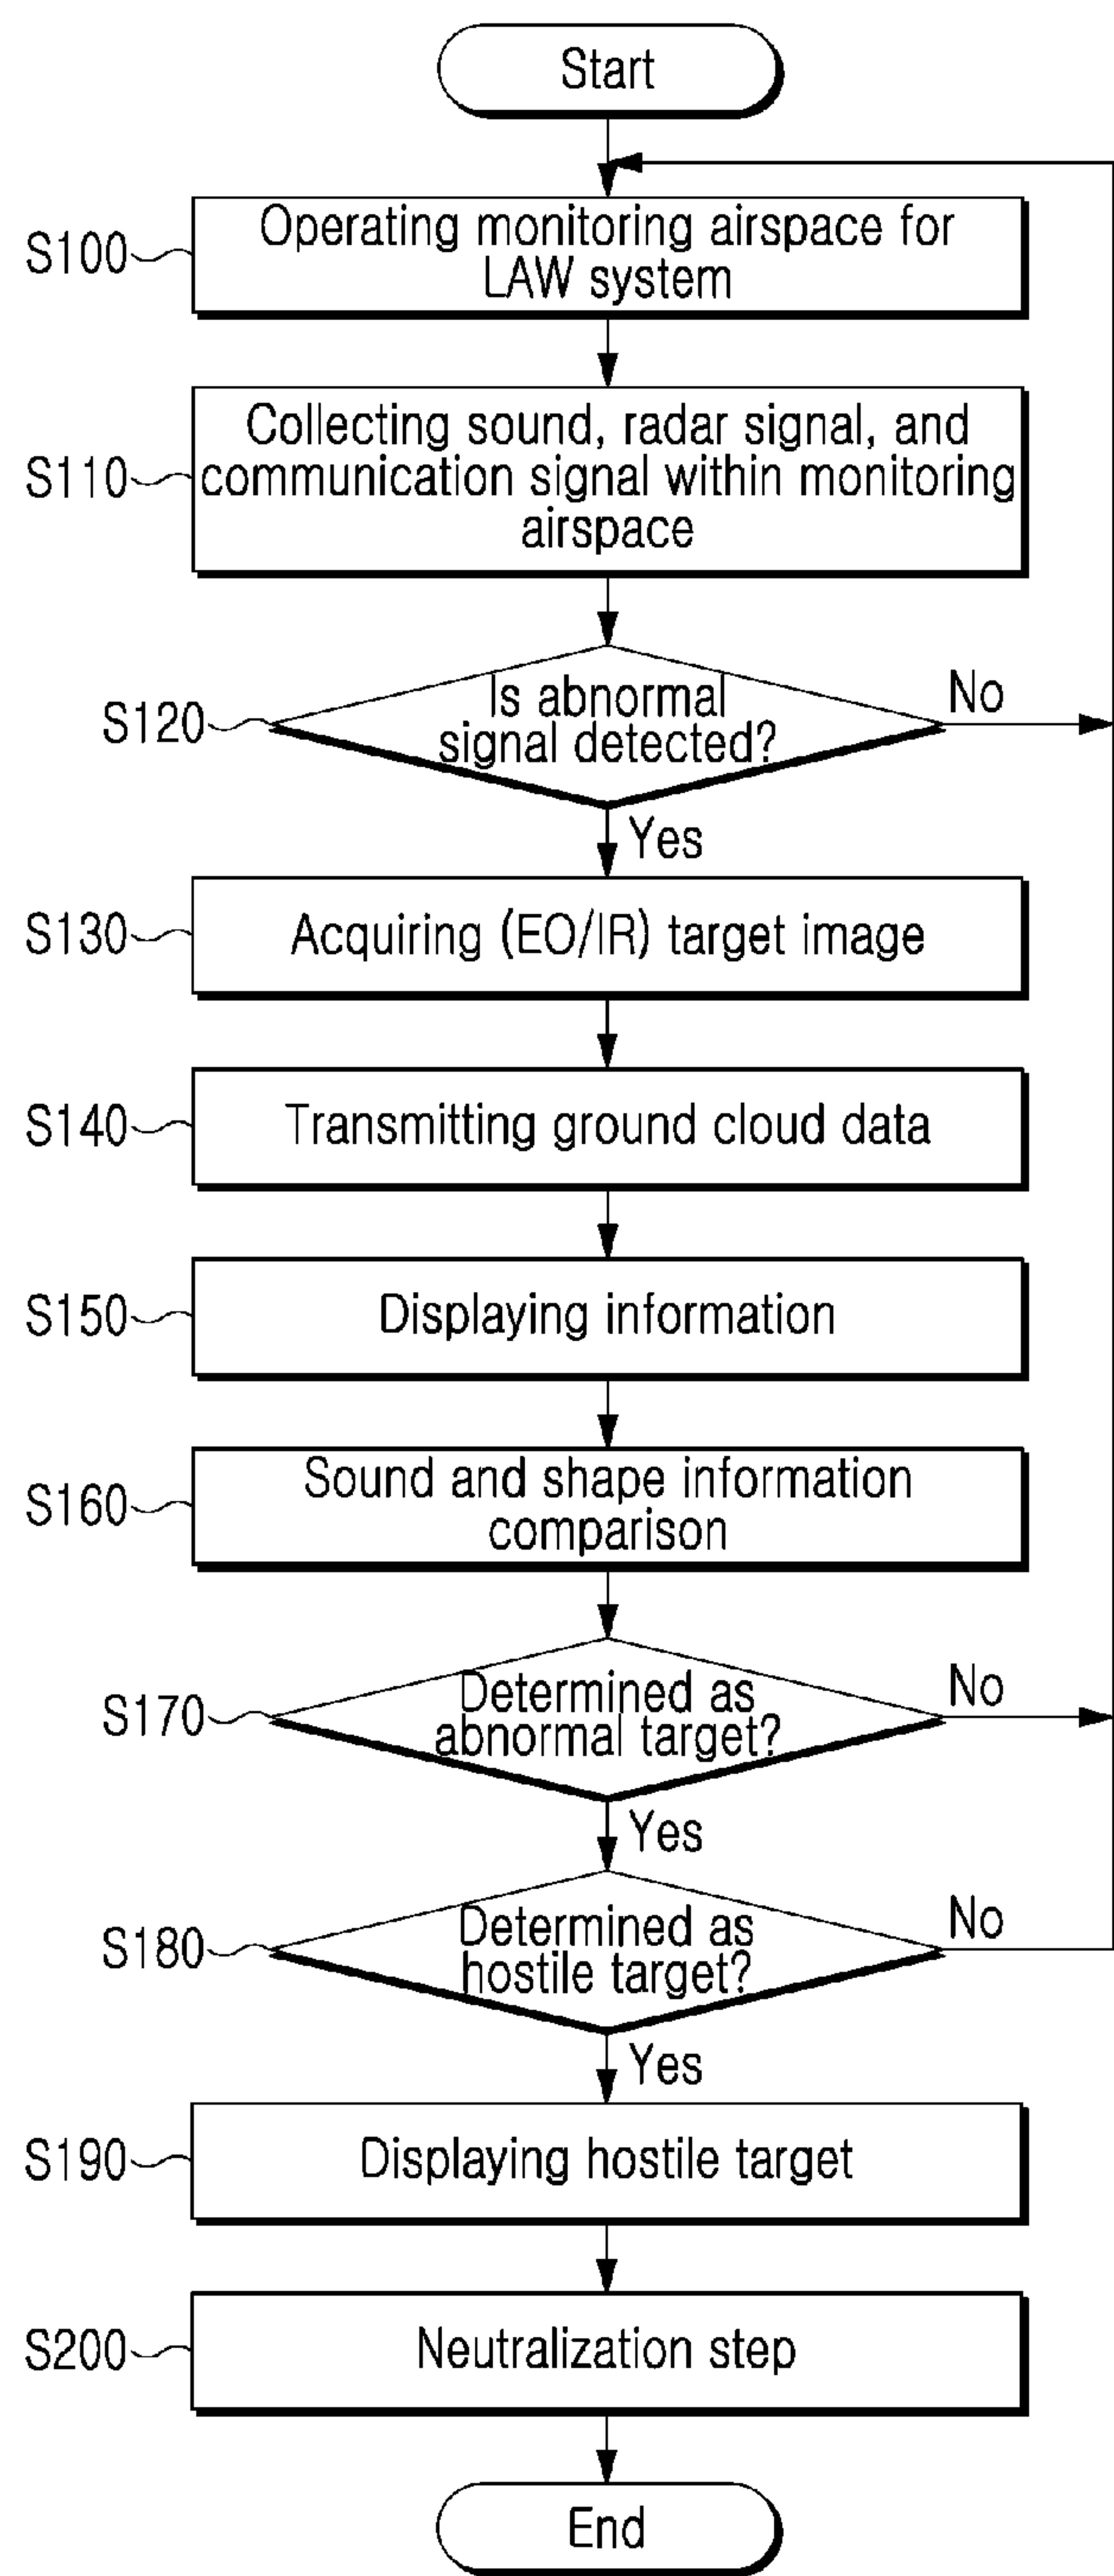 Start
S100
Operating monitoring airspace for
LAW system
S110
Collecting sound, radar signal, and
communication signal within monitoring
airspace
S120
Is abnormal
signal detected?
No
Yes
S130
Acquiring (EO/IR) target image
S140
Transmitting ground cloud data
S150
Displaying information
S160
Sound and shape information
comparison
S170
Determined as
abnormal target?
No
Yes
S180
Determined as
hostile target?
No
Yes
S190
Displaying hostile target
S200
Neutralization step
End